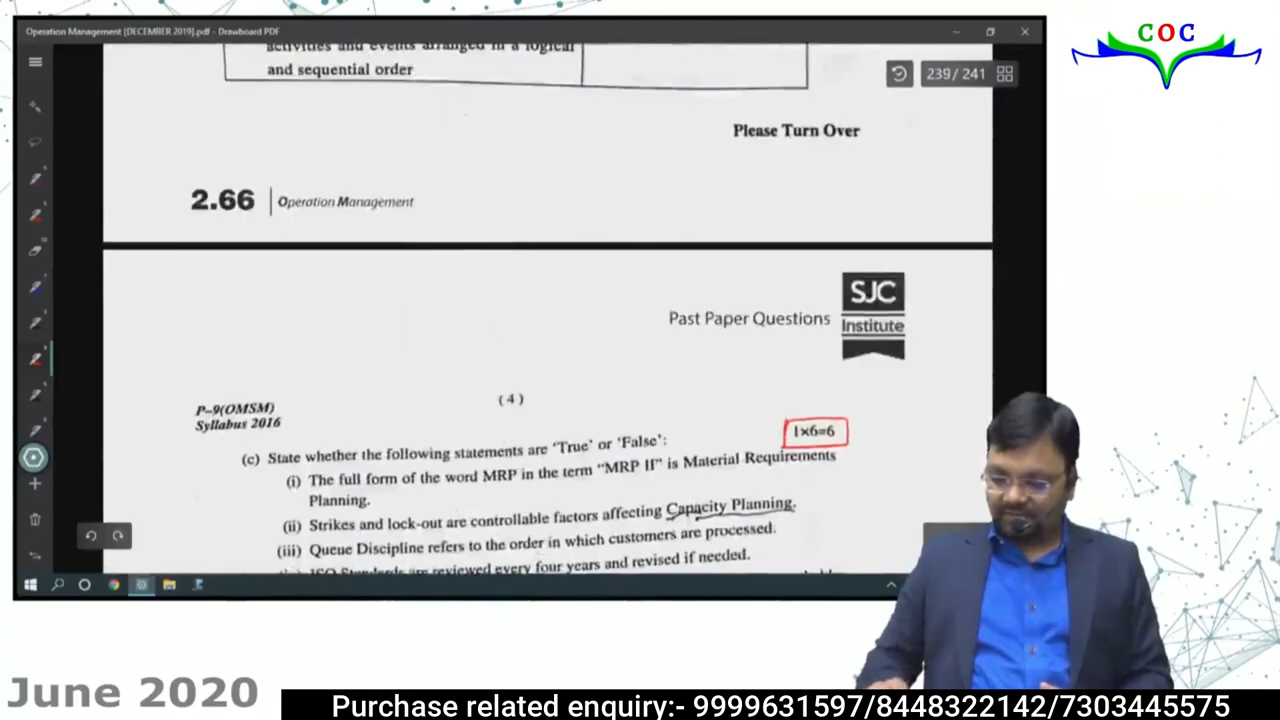 Operation Management [DECEMBER 2019].pdf - Drawboard PDF
COC
activities and events arranged in a logical
and sequential order
239 / 241
Please Turn Over
2.66 | Operation Management
SJC
Past Paper Questions
Institute
(4)
P-9(OMSM)
Syllabus 2016
1×6=6
(c) State whether the following statements are 'True' or 'False':
(i) The full form of the word MRP in the term "MRP II" is Material Requirements
Planning.
(ii) Strikes and lock-out are controllable factors affecting Capacity Planning.
(iii) Queue Discipline refers to the order in which customers are processed.
ISO Standards are reviewed every four years and revised if needed.
June 2020
Purchase related enquiry:- 9999631597/8448322142/7303445575